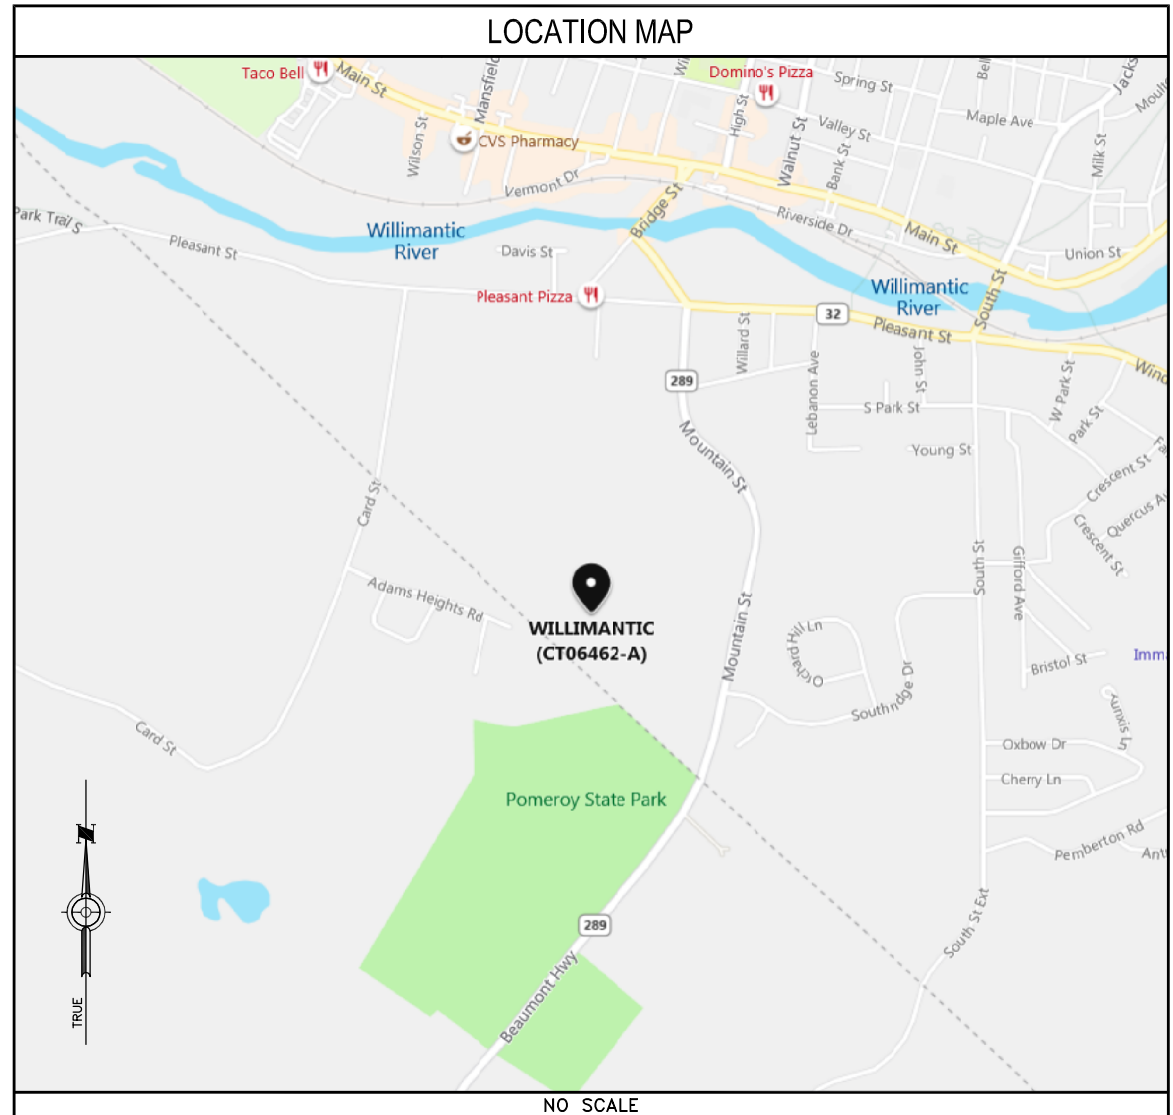 LOCATION MAP
Taco Bell
Main St
Mansfield
Domino's Pizza
Spring St
Maple Ave
Wilson St
CVS Pharmacy
High St
Walnut St
Valley St
Bank St
Milk St
Vermont Dr
Bridge St
Riverside Dr
Main St
Union St
Park Trail S
Pleasant St
Willimantic
River
Davis St
Pleasant Pizza
Willimantic
River
South St
32
Pleasant St
Willard St
289
Lebanon Ave
John St
S Park St
W Park St
Park St
Mountain St
Young St
Crescent St
Quercus A
Crescent St
Card St
South St
Gifford Ave
Adams Heights Rd
WILLIMANTIC
(CT06462-A)
Mountain St
Orchard Hill Ln
Southridge Dr
Bristol St
Imm
Card St
Oxbow Dr
Cherry Ln
Pomeroy State Park
Pemberton Rd
Ant
N
289
South St Ext
Beaumont Hwy
TRUE
NO SCALE